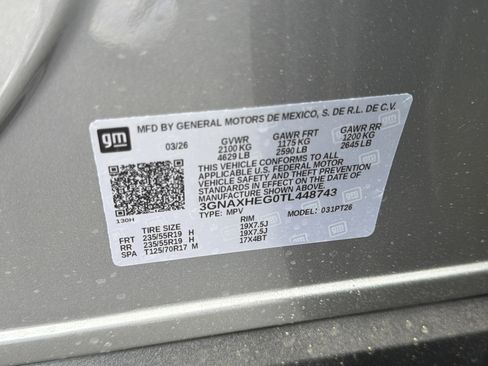 gm
MFD BY GENERAL MOTORS DE MEXICO, S. DE R.L. DE C.V.
03/26 GVWR GAWR FRT GAWR RR
2100 KG 1175 KG 1200 KG
4629 LB 2590 LB 2645 LB
THIS VEHICLE CONFORMS TO ALL
APPLICABLE U.S. FEDERAL MOTOR
VEHICLE SAFETY AND THEFT PREVENTION
STANDARDS IN EFFECT ON THE DATE OF
MANUFACTURE SHOWN ABOVE.
3GNAXHEG0TL448743
130H TYPE: MPV MODEL: 031PT26
TIRE SIZE RIM
FRT 235/55R19 H 19X7.5J
RR 235/55R19 H 19X7.5J
SPA T125/70R17 M 17X4BT